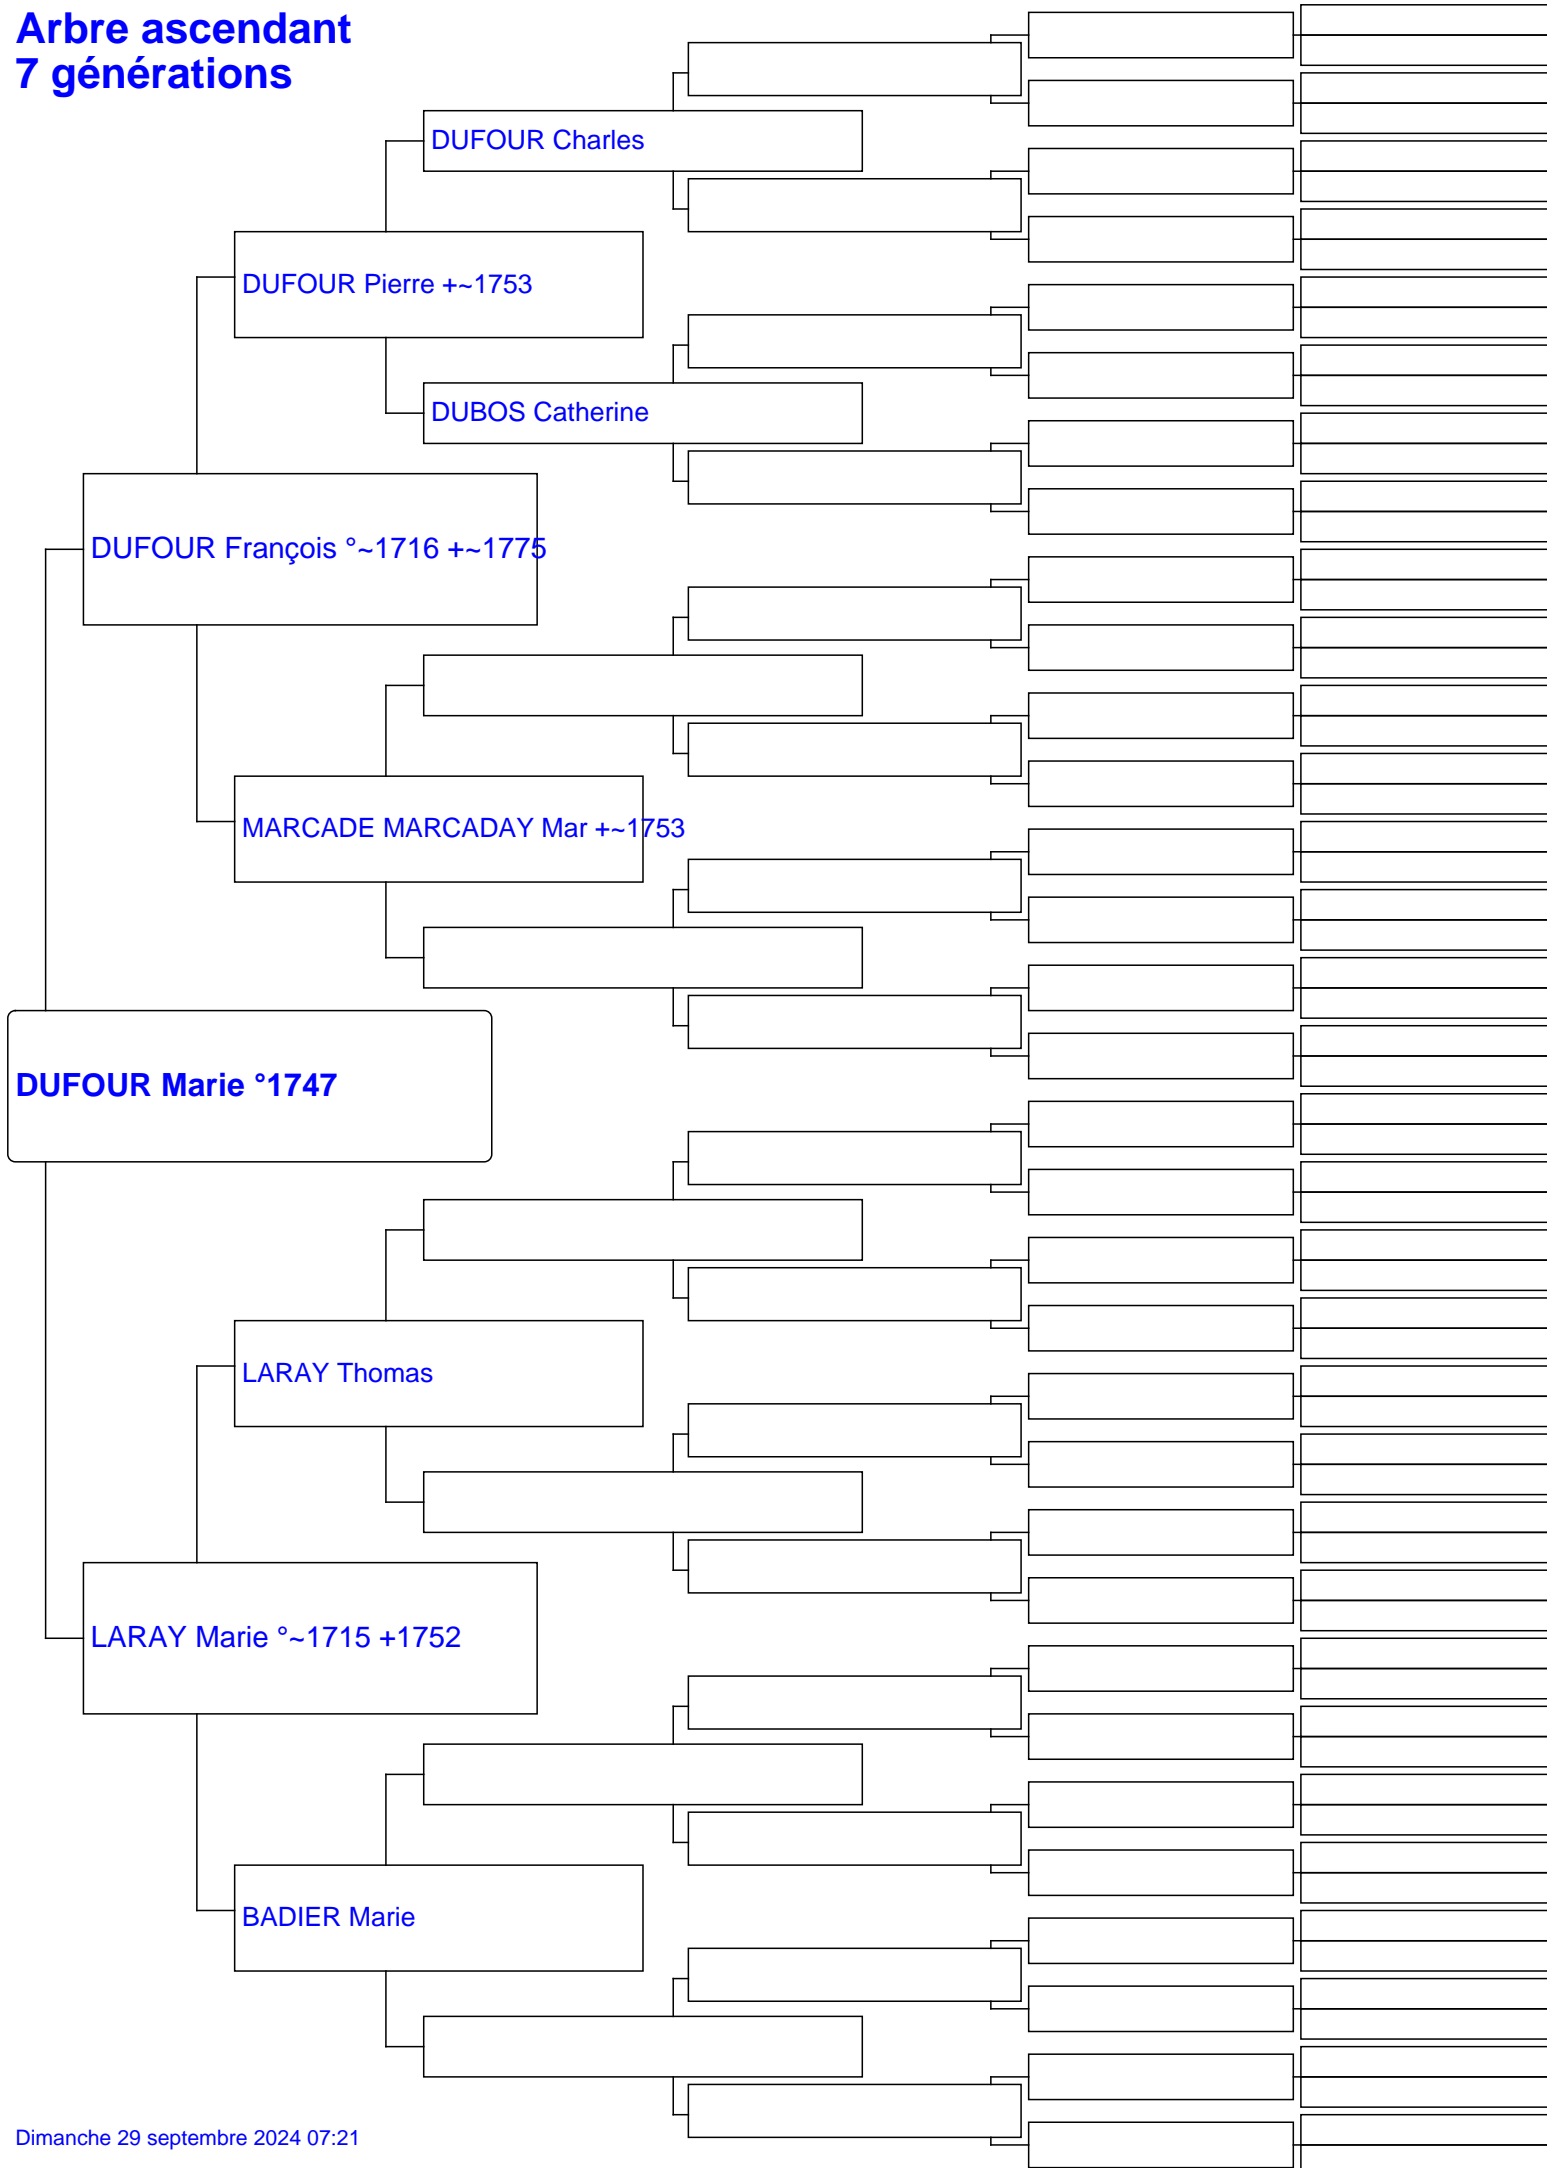 Arbre ascendant
7 générations
DUFOUR Charles
DUFOUR Pierre +~1753
DUBOS Catherine
DUFOUR François °~1716 +~1775
MARCADE MARCADAY Mar +~1753
DUFOUR Marie °1747
LARAY Thomas
LARAY Marie °~1715 +1752
BADIER Marie
Dimanche 29 septembre 2024 07:21